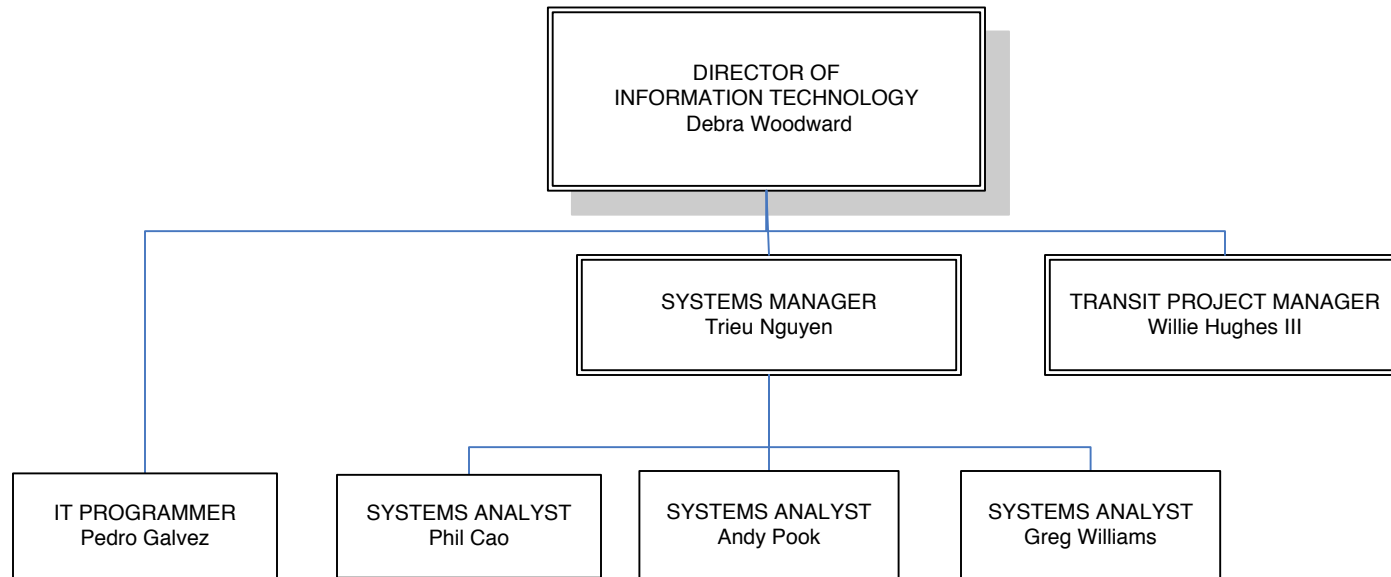 DIRECTOR OF
INFORMATION TECHNOLOGY
Debra Woodward
SYSTEMS MANAGER
Trieu Nguyen
TRANSIT PROJECT MANAGER
Willie Hughes III
IT PROGRAMMER
Pedro Galvez
SYSTEMS ANALYST
Phil Cao
SYSTEMS ANALYST
Andy Pook
SYSTEMS ANALYST
Greg Williams